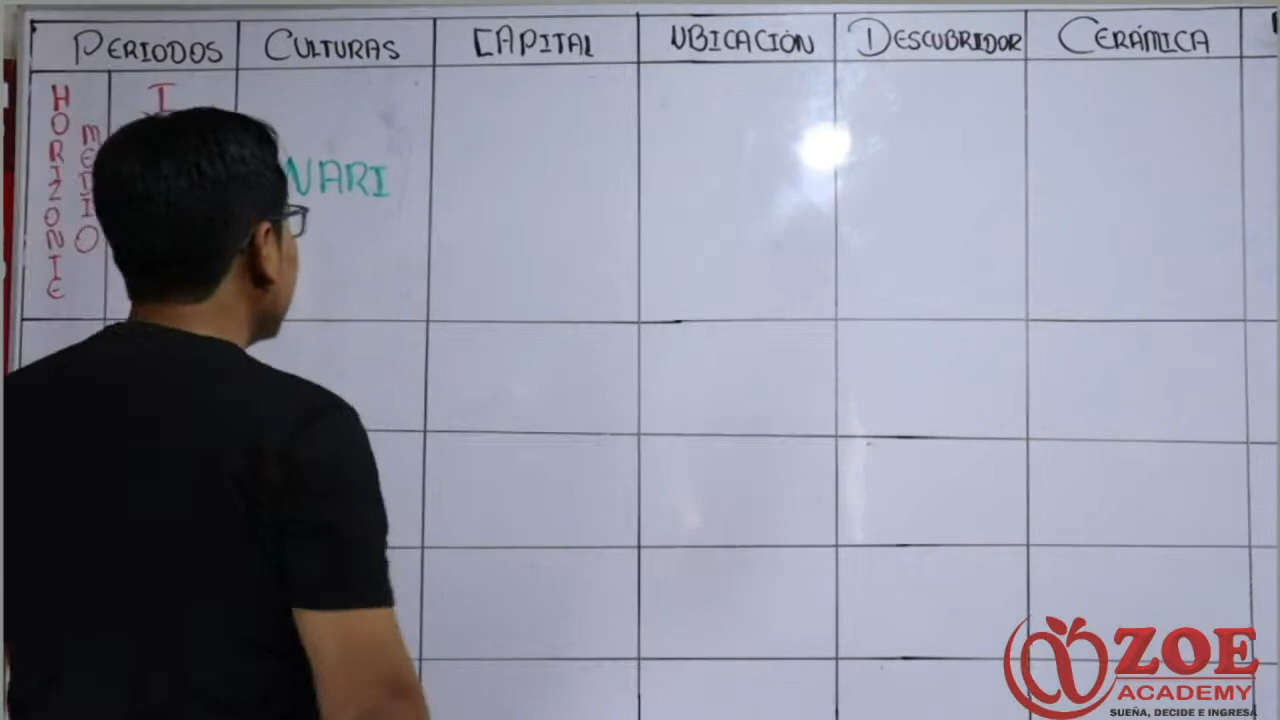 PERIODOS CULTURAS CAPITAL UBICACIÓN DESCUBRIDOR CERÁMICA
HORIZONTE
MEDIO
I
WARI
ZOE
ACADEMY
SUEÑA, DECIDE E INGRESA